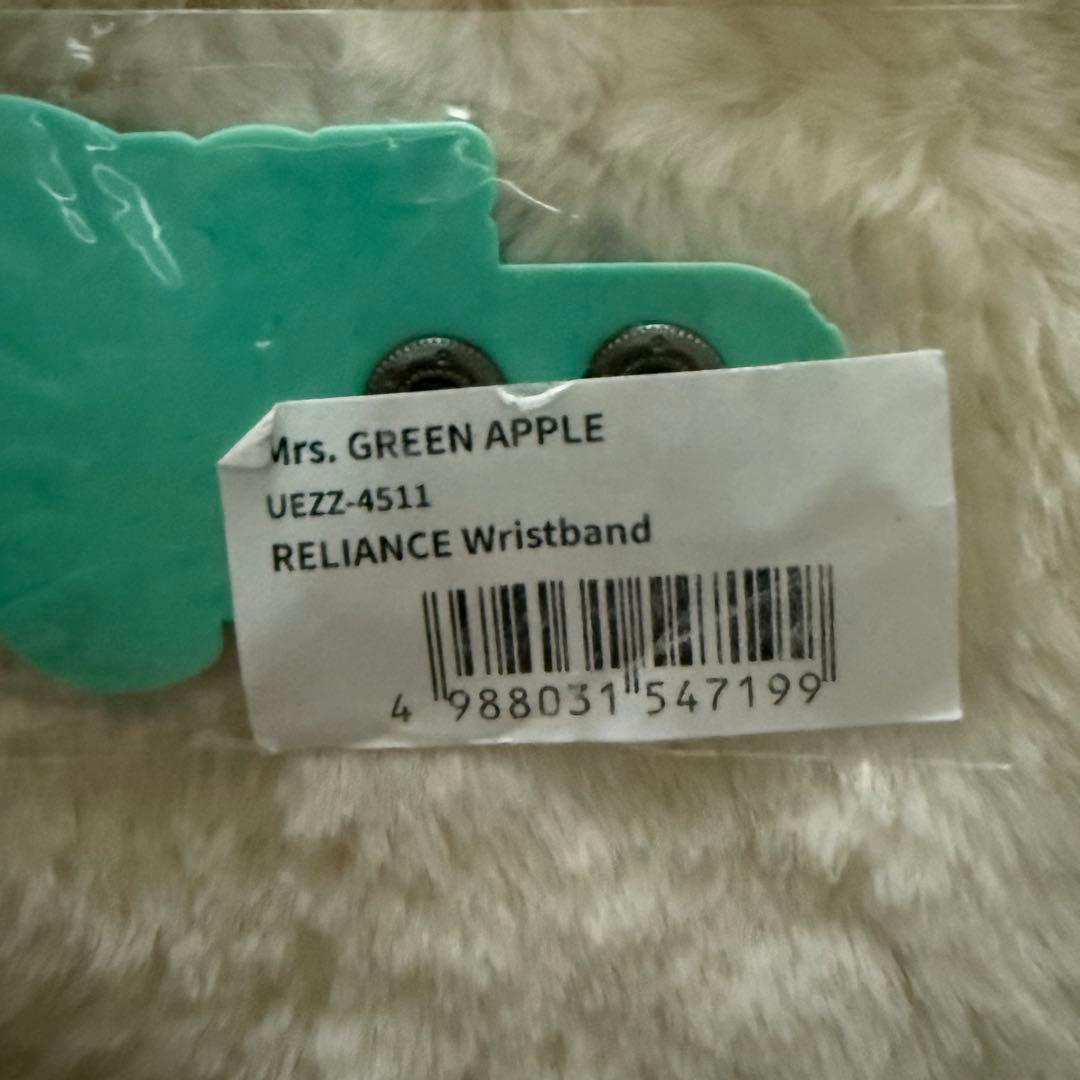 Mrs. GREEN APPLE
UEZZ-4511
RELIANCE Wristband
4 988031 547199